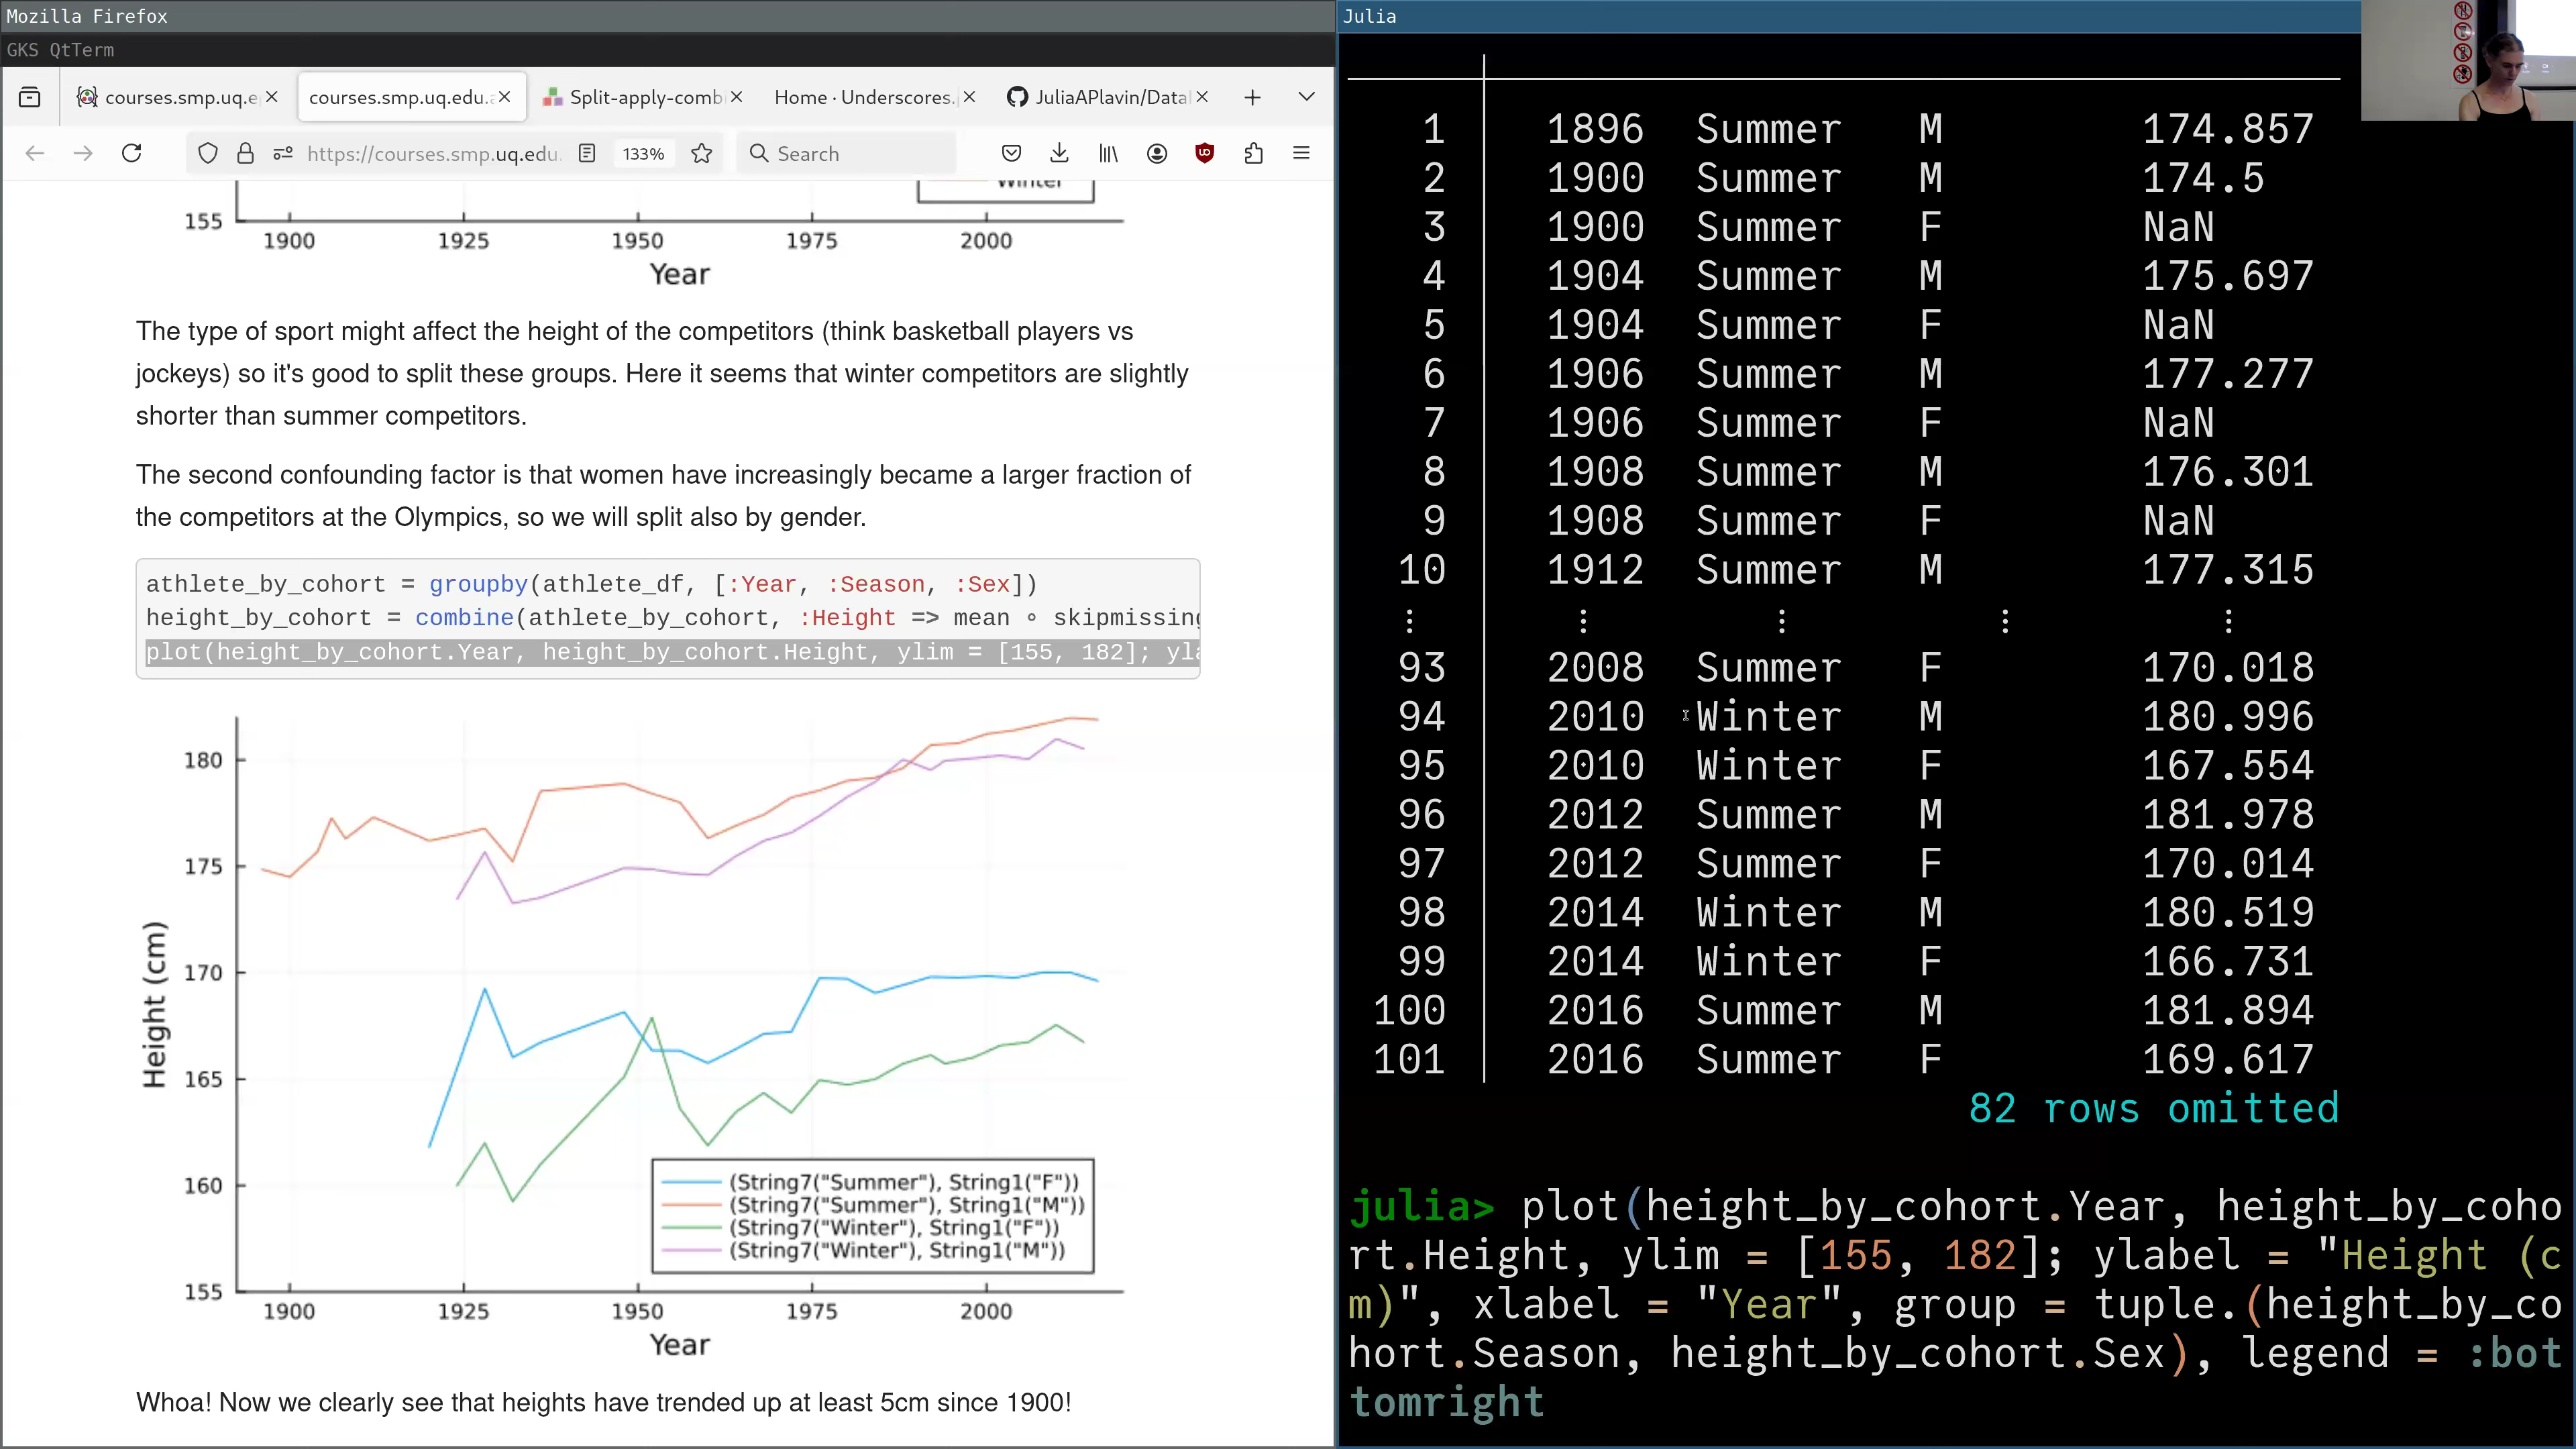 Mozilla Firefox
GKS QtTerm
courses.smp.uq.e
courses.smp.uq.edu.
Split-apply-comb
Home · Underscores.
JuliaAPlavin/Data
https://courses.smp.uq.edu.
133%
Search
Winter
155
1900 1925 1950 1975 2000
Year
The type of sport might affect the height of the competitors (think basketball players vs
jockeys) so it's good to split these groups. Here it seems that winter competitors are slightly
shorter than summer competitors.
The second confounding factor is that women have increasingly became a larger fraction of
the competitors at the Olympics, so we will split also by gender.
athlete_by_cohort = groupby(athlete_df, [:Year, :Season, :Sex])
height_by_cohort = combine(athlete_by_cohort, :Height => mean ∘ skipmissing
plot(height_by_cohort.Year, height_by_cohort.Height, ylim = [155, 182]; yla
180
175
170
165
160
155
Height (cm)
(String7("Summer"), String1("F"))
(String7("Summer"), String1("M"))
(String7("Winter"), String1("F"))
(String7("Winter"), String1("M"))
1900 1925 1950 1975 2000
Year
Whoa! Now we clearly see that heights have trended up at least 5cm since 1900!
Julia
1 1896 Summer M 174.857
2 1900 Summer M 174.5
3 1900 Summer F NaN
4 1904 Summer M 175.697
5 1904 Summer F NaN
6 1906 Summer M 177.277
7 1906 Summer F NaN
8 1908 Summer M 176.301
9 1908 Summer F NaN
10 1912 Summer M 177.315
⋮ ⋮ ⋮ ⋮ ⋮
93 2008 Summer F 170.018
94 2010 Winter M 180.996
95 2010 Winter F 167.554
96 2012 Summer M 181.978
97 2012 Summer F 170.014
98 2014 Winter M 180.519
99 2014 Winter F 166.731
100 2016 Summer M 181.894
101 2016 Summer F 169.617
82 rows omitted
julia> plot(height_by_cohort.Year, height_by_coho
rt.Height, ylim = [155, 182]; ylabel = "Height (c
m)", xlabel = "Year", group = tuple.(height_by_co
hort.Season, height_by_cohort.Sex), legend = :bot
tomright